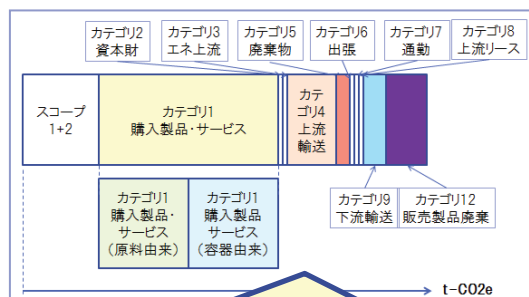 カテゴリ2
資本財
カテゴリ3
エネ上流
カテゴリ5
廃棄物
カテゴリ6
出張
カテゴリ7
通勤
カテゴリ8
上流リース
スコープ
1+2
カテゴリ1
購入製品・サービス
カテ
ゴリ4
上流
輸送
カテゴリ1
購入製品・
サービス
(原料由来)
カテゴリ1
購入製品
サービス
(容器由来)
カテゴリ9
下流輸送
カテゴリ12
販売製品廃棄
t-CO2e